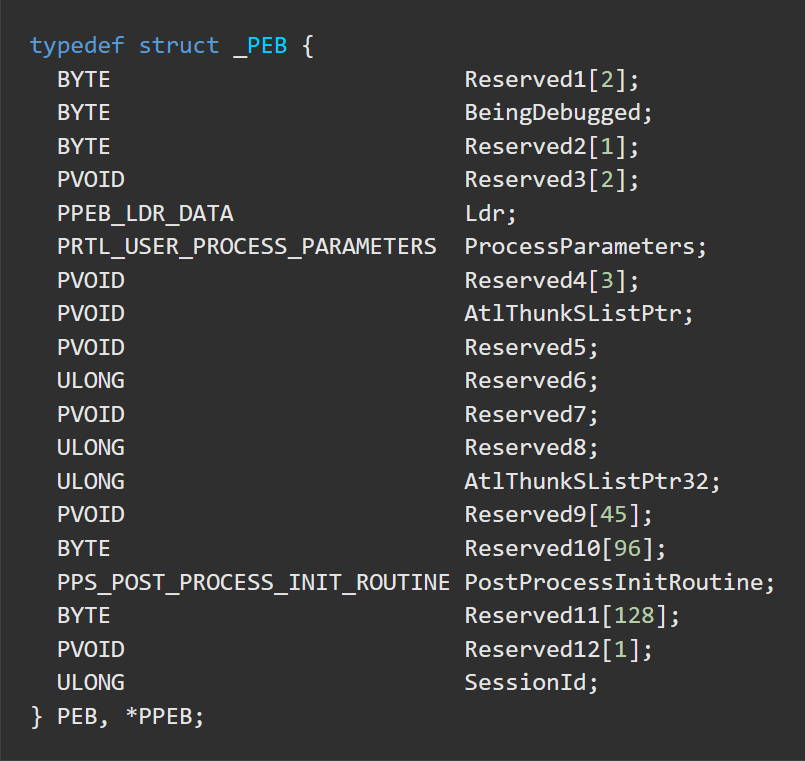 typedef struct _PEB {
  BYTE                          Reserved1[2];
  BYTE                          BeingDebugged;
  BYTE                          Reserved2[1];
  PVOID                         Reserved3[2];
  PPEB_LDR_DATA                 Ldr;
  PRTL_USER_PROCESS_PARAMETERS  ProcessParameters;
  PVOID                         Reserved4[3];
  PVOID                         AtlThunkSListPtr;
  PVOID                         Reserved5;
  ULONG                         Reserved6;
  PVOID                         Reserved7;
  ULONG                         Reserved8;
  ULONG                         AtlThunkSListPtr32;
  PVOID                         Reserved9[45];
  BYTE                          Reserved10[96];
  PPS_POST_PROCESS_INIT_ROUTINE PostProcessInitRoutine;
  BYTE                          Reserved11[128];
  PVOID                         Reserved12[1];
  ULONG                         SessionId;
} PEB, *PPEB;